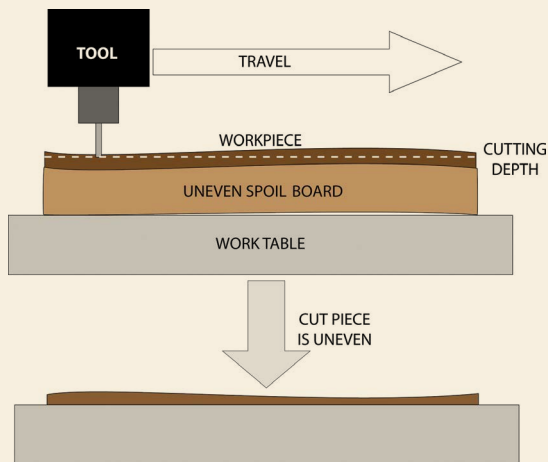 TOOL
TRAVEL
WORKPIECE
CUTTING
DEPTH
UNEVEN SPOIL BOARD
WORK TABLE
CUT PIECE
IS UNEVEN